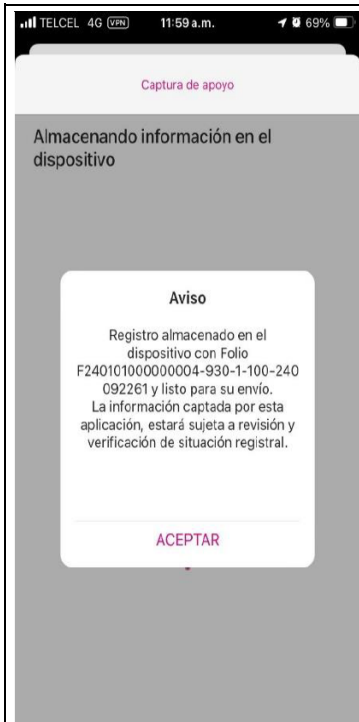 TELCEL 4G VPN 11:59 a.m. 69%
Captura de apoyo
Almacenando información en el
dispositivo
Aviso
Registro almacenado en el
dispositivo con Folio
F240101000000004-930-1-100-240
092261 y listo para su envío.
La información captada por esta
aplicación, estará sujeta a revisión y
verificación de situación registral.
ACEPTAR